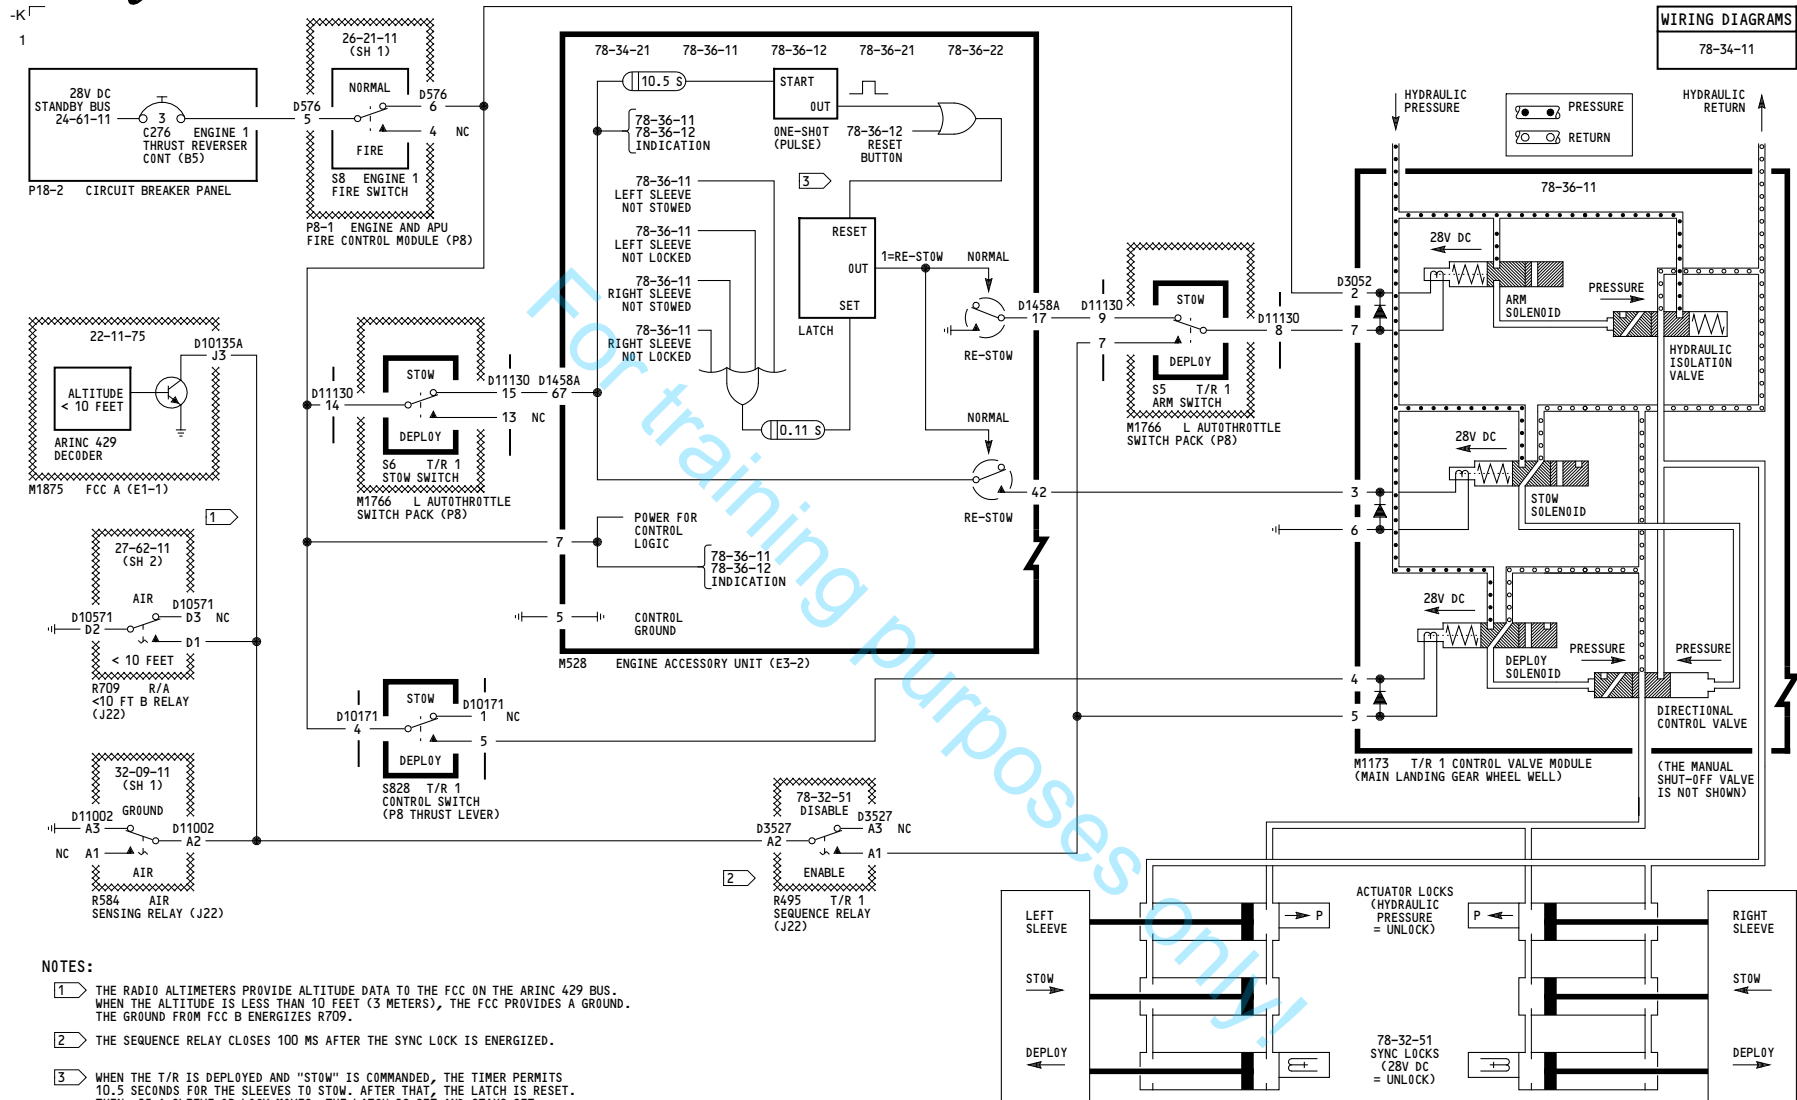 -K
1
WIRING DIAGRAMS
78-34-11
28V DC
STANDBY BUS
24-61-11
3
C276 ENGINE 1
THRUST REVERSER
CONT (B5)
P18-2 CIRCUIT BREAKER PANEL
26-21-11
(SH 1)
NORMAL
D576
5
D576
6
4 NC
FIRE
S8 ENGINE 1
FIRE SWITCH
P8-1 ENGINE AND APU
FIRE CONTROL MODULE (P8)
78-34-21 78-36-11 78-36-12 78-36-21 78-36-22
10.5 S
START
OUT
ONE-SHOT
(PULSE)
78-36-11
78-36-12
INDICATION
78-36-12
RESET
BUTTON
3
78-36-11
LEFT SLEEVE
NOT STOWED
78-36-11
LEFT SLEEVE
NOT LOCKED
78-36-11
RIGHT SLEEVE
NOT STOWED
78-36-11
RIGHT SLEEVE
NOT LOCKED
RESET
OUT
SET
LATCH
1=RE-STOW
NORMAL
RE-STOW
0.11 S
NORMAL
RE-STOW
D1458A
17
42
POWER FOR
CONTROL
LOGIC
7
78-36-11
78-36-12
INDICATION
5
CONTROL
GROUND
M528 ENGINE ACCESSORY UNIT (E3-2)
22-11-75
D10135A
J3
ALTITUDE
< 10 FEET
ARINC 429
DECODER
M1875 FCC A (E1-1)
D11130
14
STOW
DEPLOY
D11130
15
D1458A
67
13 NC
S6 T/R 1
STOW SWITCH
M1766 L AUTOTHROTTLE
SWITCH PACK (P8)
1
27-62-11
(SH 2)
AIR
D10571
D2
D10571
D3 NC
D1
< 10 FEET
R709 R/A
<10 FT B RELAY
(J22)
32-09-11
(SH 1)
GROUND
D11002
A3
D11002
A2
NC A1
AIR
R584 AIR
SENSING RELAY (J22)
D10171
4
STOW
DEPLOY
D10171
1 NC
5
S828 T/R 1
CONTROL SWITCH
(P8 THRUST LEVER)
2
78-32-51
DISABLE
D3527
A2
D3527
A3 NC
A1
ENABLE
R495 T/R 1
SEQUENCE RELAY
(J22)
D11130
9
7
STOW
DEPLOY
D11130
8
S5 T/R 1
ARM SWITCH
M1766 L AUTOTHROTTLE
SWITCH PACK (P8)
HYDRAULIC
PRESSURE
PRESSURE
RETURN
HYDRAULIC
RETURN
78-36-11
D3052
2
7
28V DC
ARM
SOLENOID
PRESSURE
HYDRAULIC
ISOLATION
VALVE
3
6
28V DC
STOW
SOLENOID
4
5
28V DC
DEPLOY
SOLENOID
PRESSURE
PRESSURE
DIRECTIONAL
CONTROL VALVE
M1173 T/R 1 CONTROL VALVE MODULE
(MAIN LANDING GEAR WHEEL WELL)
(THE MANUAL
SHUT-OFF VALVE
IS NOT SHOWN)
LEFT
SLEEVE
STOW
DEPLOY
P
ACTUATOR LOCKS
(HYDRAULIC
PRESSURE
= UNLOCK)
P
78-32-51
SYNC LOCKS
(28V DC
= UNLOCK)
RIGHT
SLEEVE
STOW
DEPLOY
NOTES:
1 THE RADIO ALTIMETERS PROVIDE ALTITUDE DATA TO THE FCC ON THE ARINC 429 BUS.
WHEN THE ALTITUDE IS LESS THAN 10 FEET (3 METERS), THE FCC PROVIDES A GROUND.
THE GROUND FROM FCC B ENERGIZES R709.
2 THE SEQUENCE RELAY CLOSES 100 MS AFTER THE SYNC LOCK IS ENERGIZED.
3 WHEN THE T/R IS DEPLOYED AND "STOW" IS COMMANDED, THE TIMER PERMITS
10.5 SECONDS FOR THE SLEEVES TO STOW. AFTER THAT, THE LATCH IS RESET.
For training purposes only!